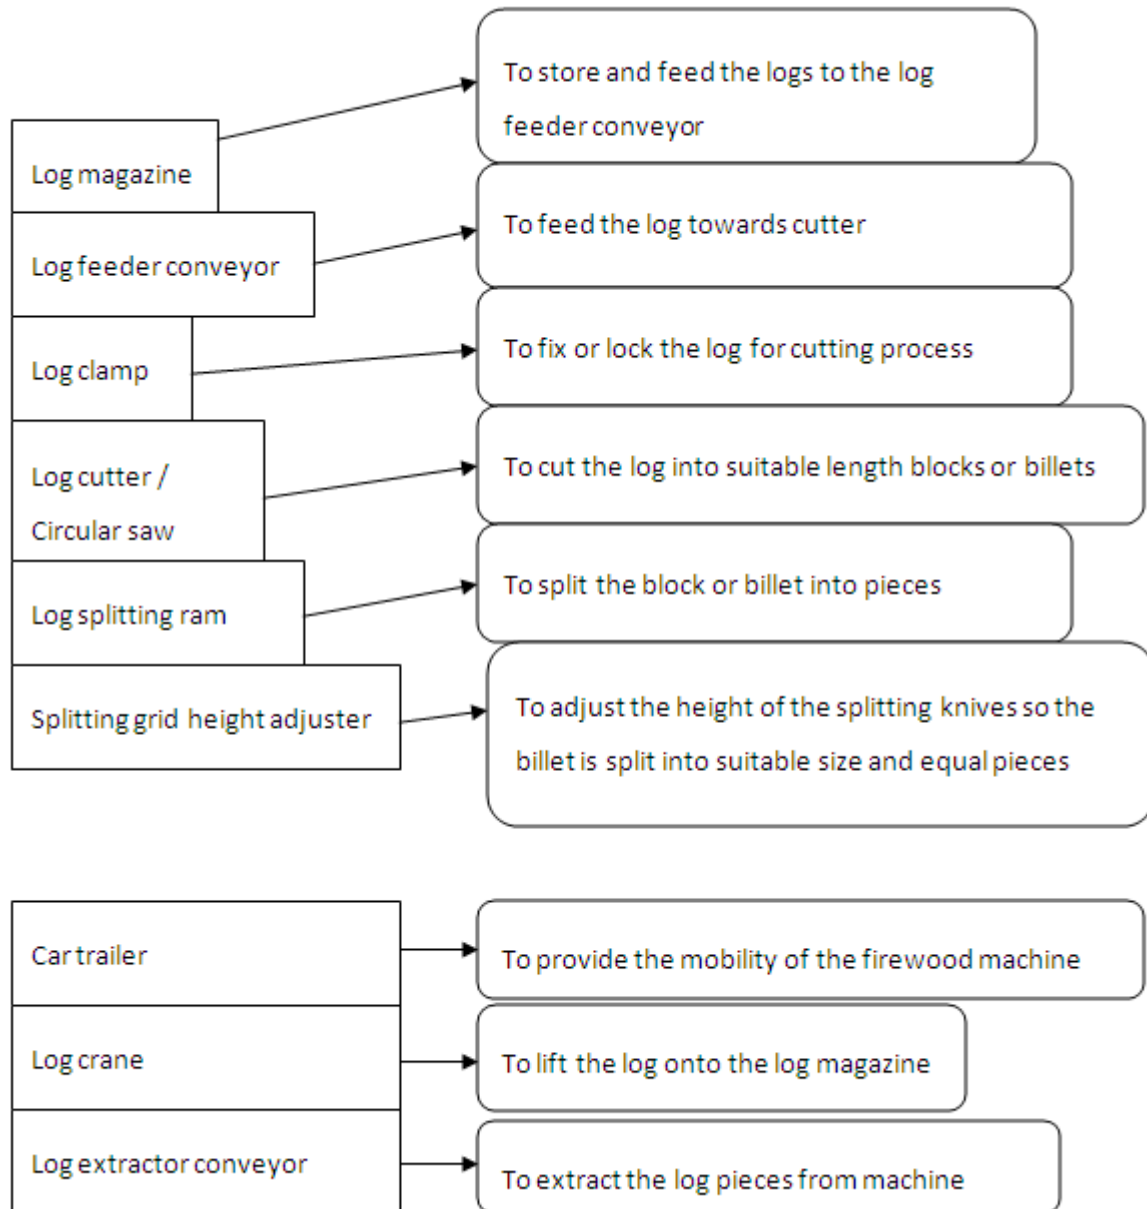 To store and feed the logs to the log
feeder conveyor
Log magazine
To feed the log towards cutter
Log feeder conveyor
To fix or lock the log for cutting process
Log clamp
To cut the log into suitable length blocks or billets
Log cutter /
Circular saw
To split the block or billet into pieces
Log splitting ram
To adjust the height of the splitting knives so the
billet is split into suitable size and equal pieces
Splitting grid height adjuster
Car trailer
To provide the mobility of the firewood machine
Log crane
To lift the log onto the log magazine
Log extractor conveyor
To extract the log pieces from machine